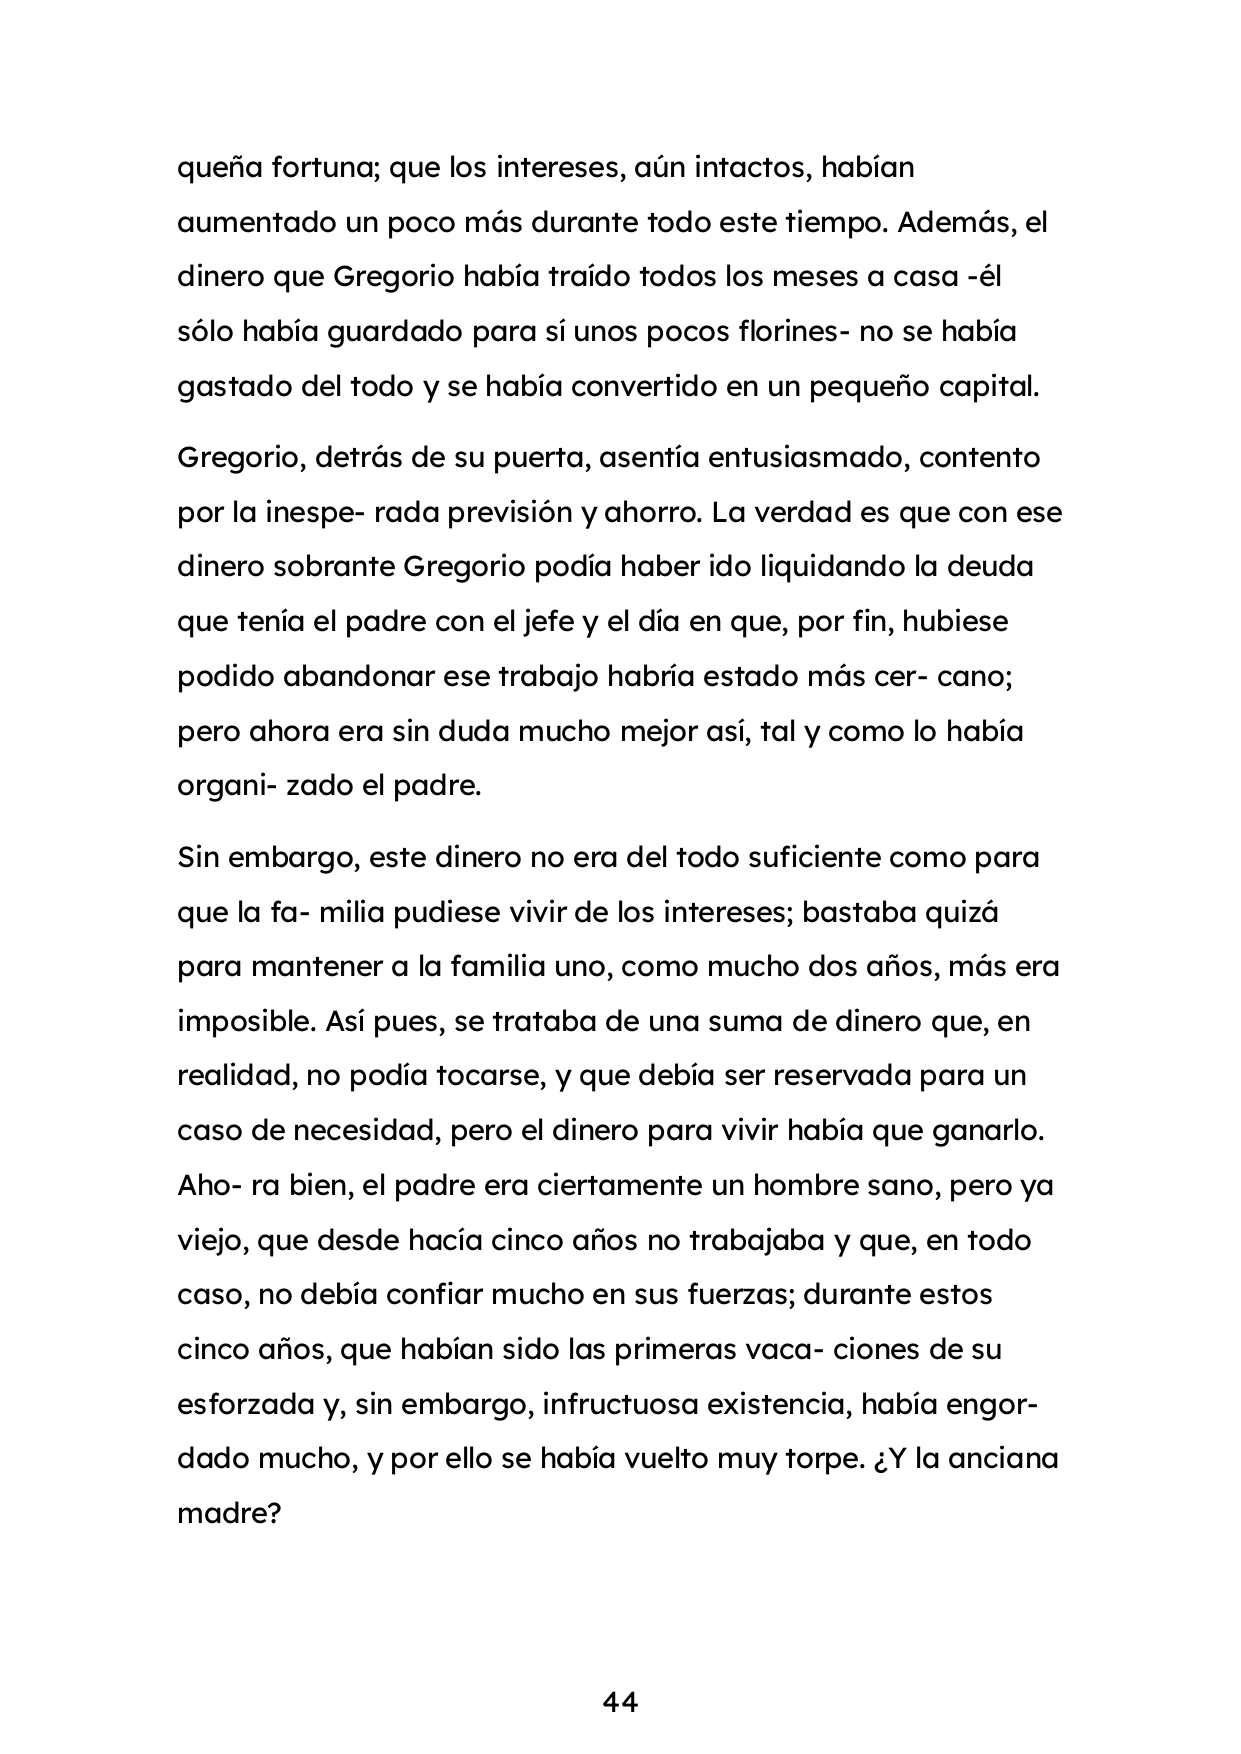 queña fortuna; que los intereses, aún intactos, habían
aumentado un poco más durante todo este tiempo. Además, el
dinero que Gregorio había traído todos los meses a casa -él
sólo había guardado para sí unos pocos florines- no se había
gastado del todo y se había convertido en un pequeño capital.
Gregorio, detrás de su puerta, asentía entusiasmado, contento
por la inespe- rada previsión y ahorro. La verdad es que con ese
dinero sobrante Gregorio podía haber ido liquidando la deuda
que tenía el padre con el jefe y el día en que, por fin, hubiese
podido abandonar ese trabajo habría estado más cer- cano;
pero ahora era sin duda mucho mejor así, tal y como lo había
organi- zado el padre.
Sin embargo, este dinero no era del todo suficiente como para
que la fa- milia pudiese vivir de los intereses; bastaba quizá
para mantener a la familia uno, como mucho dos años, más era
imposible. Así pues, se trataba de una suma de dinero que, en
realidad, no podía tocarse, y que debía ser reservada para un
caso de necesidad, pero el dinero para vivir había que ganarlo.
Aho- ra bien, el padre era ciertamente un hombre sano, pero ya
viejo, que desde hacía cinco años no trabajaba y que, en todo
caso, no debía confiar mucho en sus fuerzas; durante estos
cinco años, que habían sido las primeras vaca- ciones de su
esforzada y, sin embargo, infructuosa existencia, había engor-
dado mucho, y por ello se había vuelto muy torpe. ¿Y la anciana
madre?
44